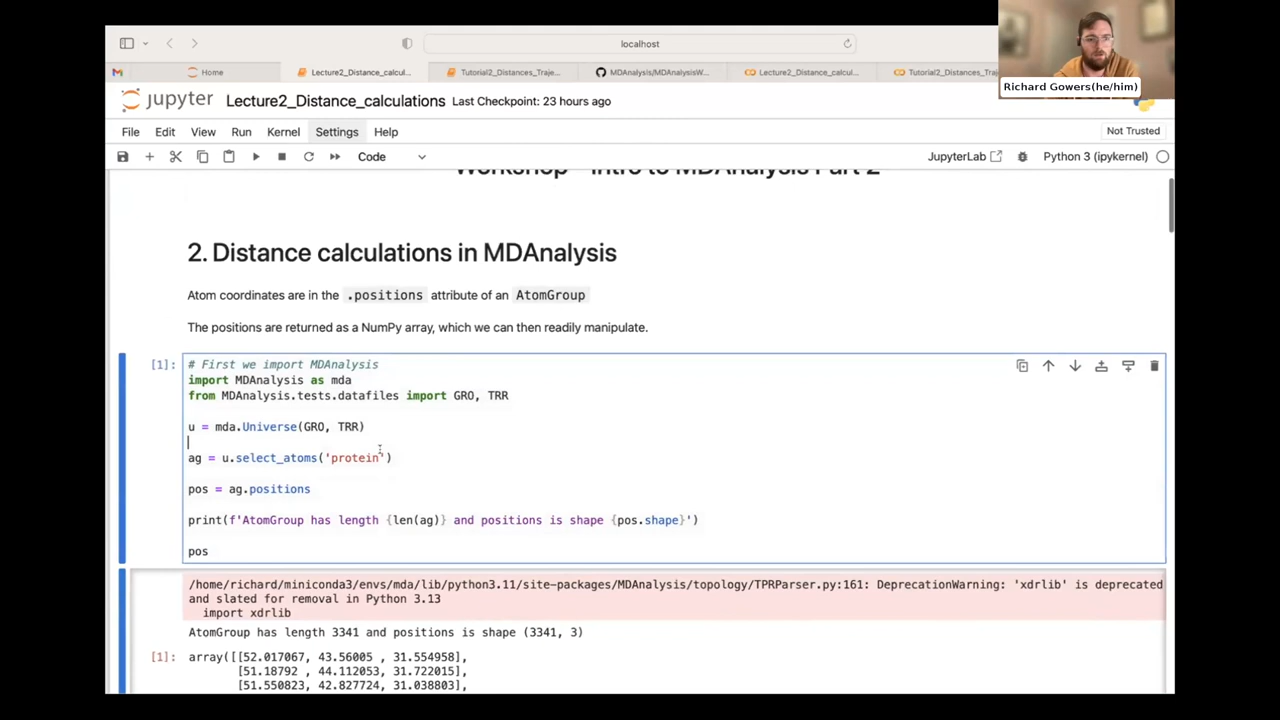 localhost
Home
Lecture2_Distance_calcul...
Tutorial2_Distances_Traje...
MDAnalysis/MDAnalysisW...
Lecture2_Distance_calcul...
Tutorial2_Distances_Traj
Richard Gowers(he/him)
jupyter Lecture2_Distance_calculations Last Checkpoint: 23 hours ago
File Edit View Run Kernel Settings Help
Not Trusted
Code
JupyterLab
Python 3 (ipykernel)
Workshop - Intro to MDAnalysis Part 2
2. Distance calculations in MDAnalysis
Atom coordinates are in the .positions attribute of an AtomGroup
The positions are returned as a NumPy array, which we can then readily manipulate.
[1]: # First we import MDAnalysis
import MDAnalysis as mda
from MDAnalysis.tests.datafiles import GRO, TRR
u = mda.Universe(GRO, TRR)
ag = u.select_atoms('protein')
pos = ag.positions
print(f'AtomGroup has length {len(ag)} and positions is shape {pos.shape}')
pos
/home/richard/miniconda3/envs/mda/lib/python3.11/site-packages/MDAnalysis/topology/TPRParser.py:161: DeprecationWarning: 'xdrlib' is deprecated
and slated for removal in Python 3.13
import xdrlib
AtomGroup has length 3341 and positions is shape (3341, 3)
[1]: array([[52.017067, 43.56005 , 31.554958],
[51.18792 , 44.112053, 31.722015],
[51.550823, 42.827724, 31.038803],